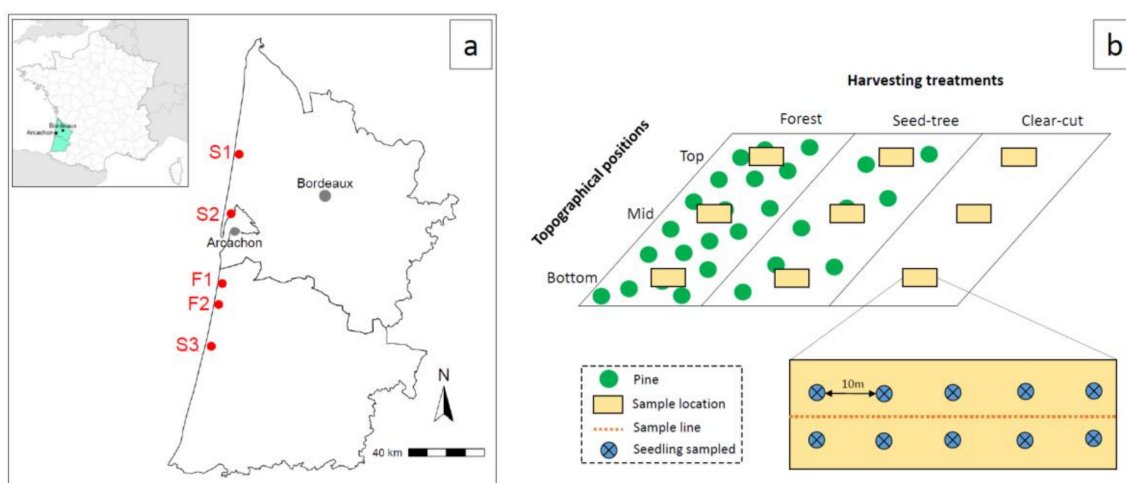 a
Bordeaux
Arcachon
S1
Bordeaux
S2
Arcachon
F1
F2
S3
N
40 km
b
Harvesting treatments
Forest
Seed-tree
Clear-cut
Topographical positions
Top
Mid
Bottom
10m
Pine
Sample location
Sample line
Seedling sampled